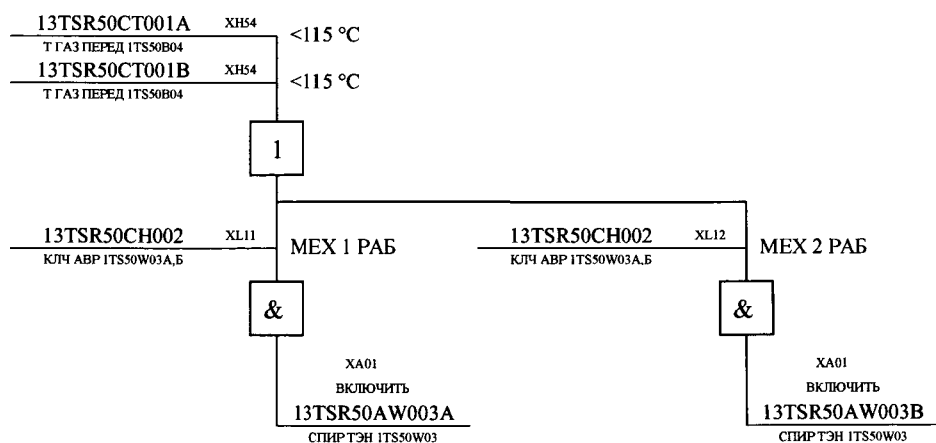 13TSR50CT001A XH54 <115 °C
Т ГАЗ ПЕРЕД 1TS50B04
13TSR50CT001B XH54 <115 °C
Т ГАЗ ПЕРЕД 1TS50B04
1
13TSR50CH002 XL11 МЕХ 1 РАБ
КЛЧ АВР 1TS50W03А,Б
13TSR50CH002 XL12 МЕХ 2 РАБ
КЛЧ АВР 1TS50W03А,Б
& &
XA01 XA01
ВКЛЮЧИТЬ ВКЛЮЧИТЬ
13TSR50AW003A 13TSR50AW003B
СПИР ТЭН 1TS50W03 СПИР ТЭН 1TS50W03